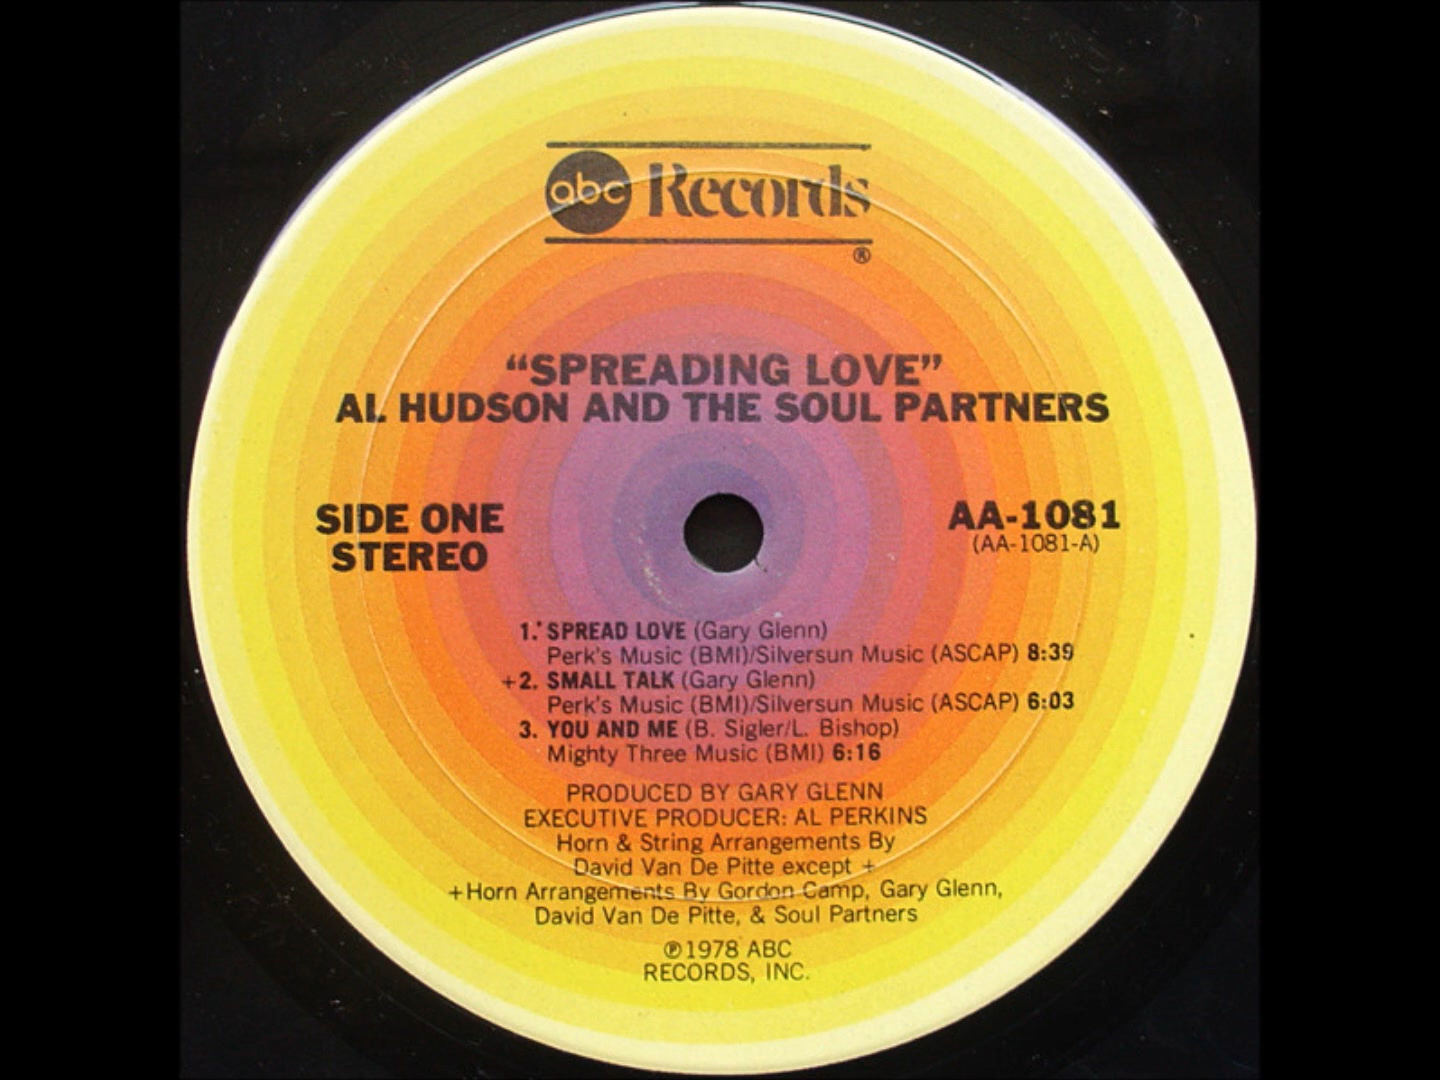 abc Records
®
“SPREADING LOVE”
AL HUDSON AND THE SOUL PARTNERS
SIDE ONE
STEREO
AA-1081
(AA-1081-A)
1. SPREAD LOVE (Gary Glenn)
Perk's Music (BMI)/Silversun Music (ASCAP) 8:39
+2. SMALL TALK (Gary Glenn)
Perk's Music (BMI)/Silversun Music (ASCAP) 6:03
3. YOU AND ME (B. Sigler/L. Bishop)
Mighty Three Music (BMI) 6:16
PRODUCED BY GARY GLENN
EXECUTIVE PRODUCER: AL PERKINS
Horn & String Arrangements By
David Van De Pitte except +
+Horn Arrangements By Gordon Camp, Gary Glenn,
David Van De Pitte, & Soul Partners
℗1978 ABC
RECORDS, INC.